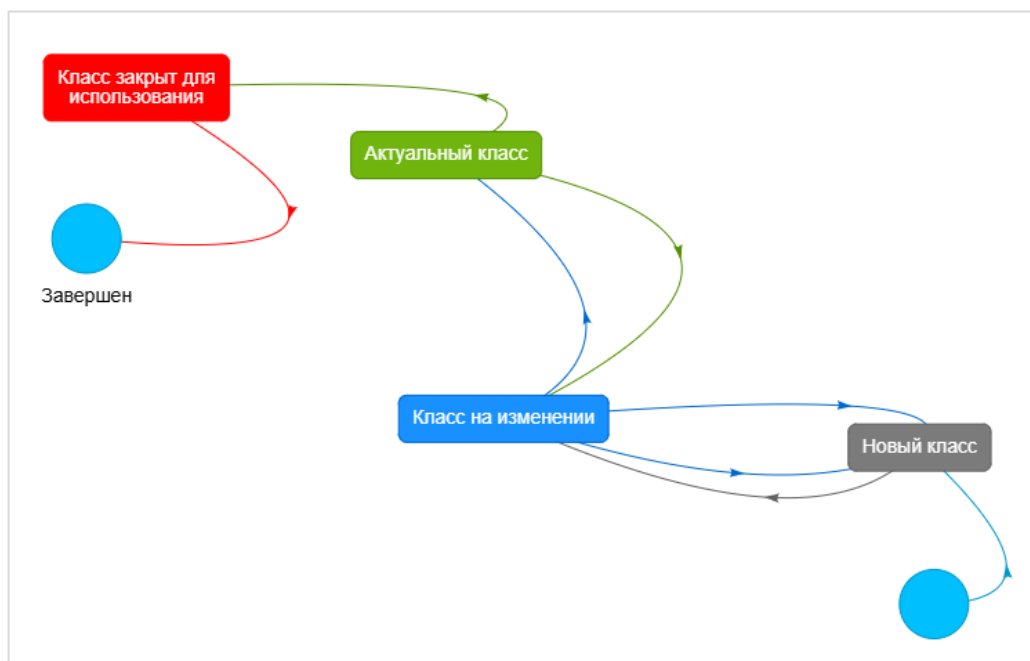 Класс закрыт для
использования
Актуальный класс
Завершен
Класс на изменении
Новый класс